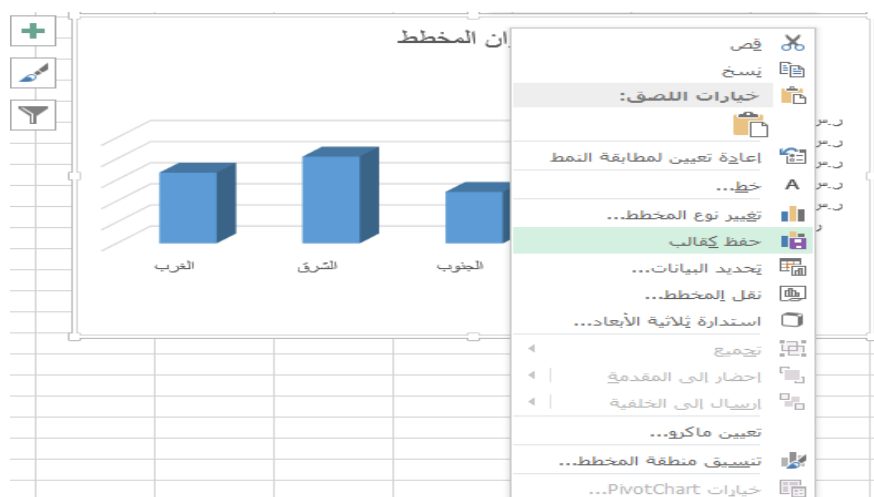 ان المخطط
قص
نسخ
خيارات اللصق:
إعادة تعيين لمطابقة النمط
خط...
تغيير نوع المخطط...
حفظ كقالب
تحديد البيانات...
نقل المخطط...
استدارة ثلاثية الأبعاد...
تجميع
إحضار إلى المقدمة
إرسال إلى الخلفية
تعيين ماكرو...
تنسيق منطقة المخطط...
خيارات PivotChart...
ر.س
ر.س
ر.س
ر.س
ر.س
ر
الجنوب
الشرق
الغرب